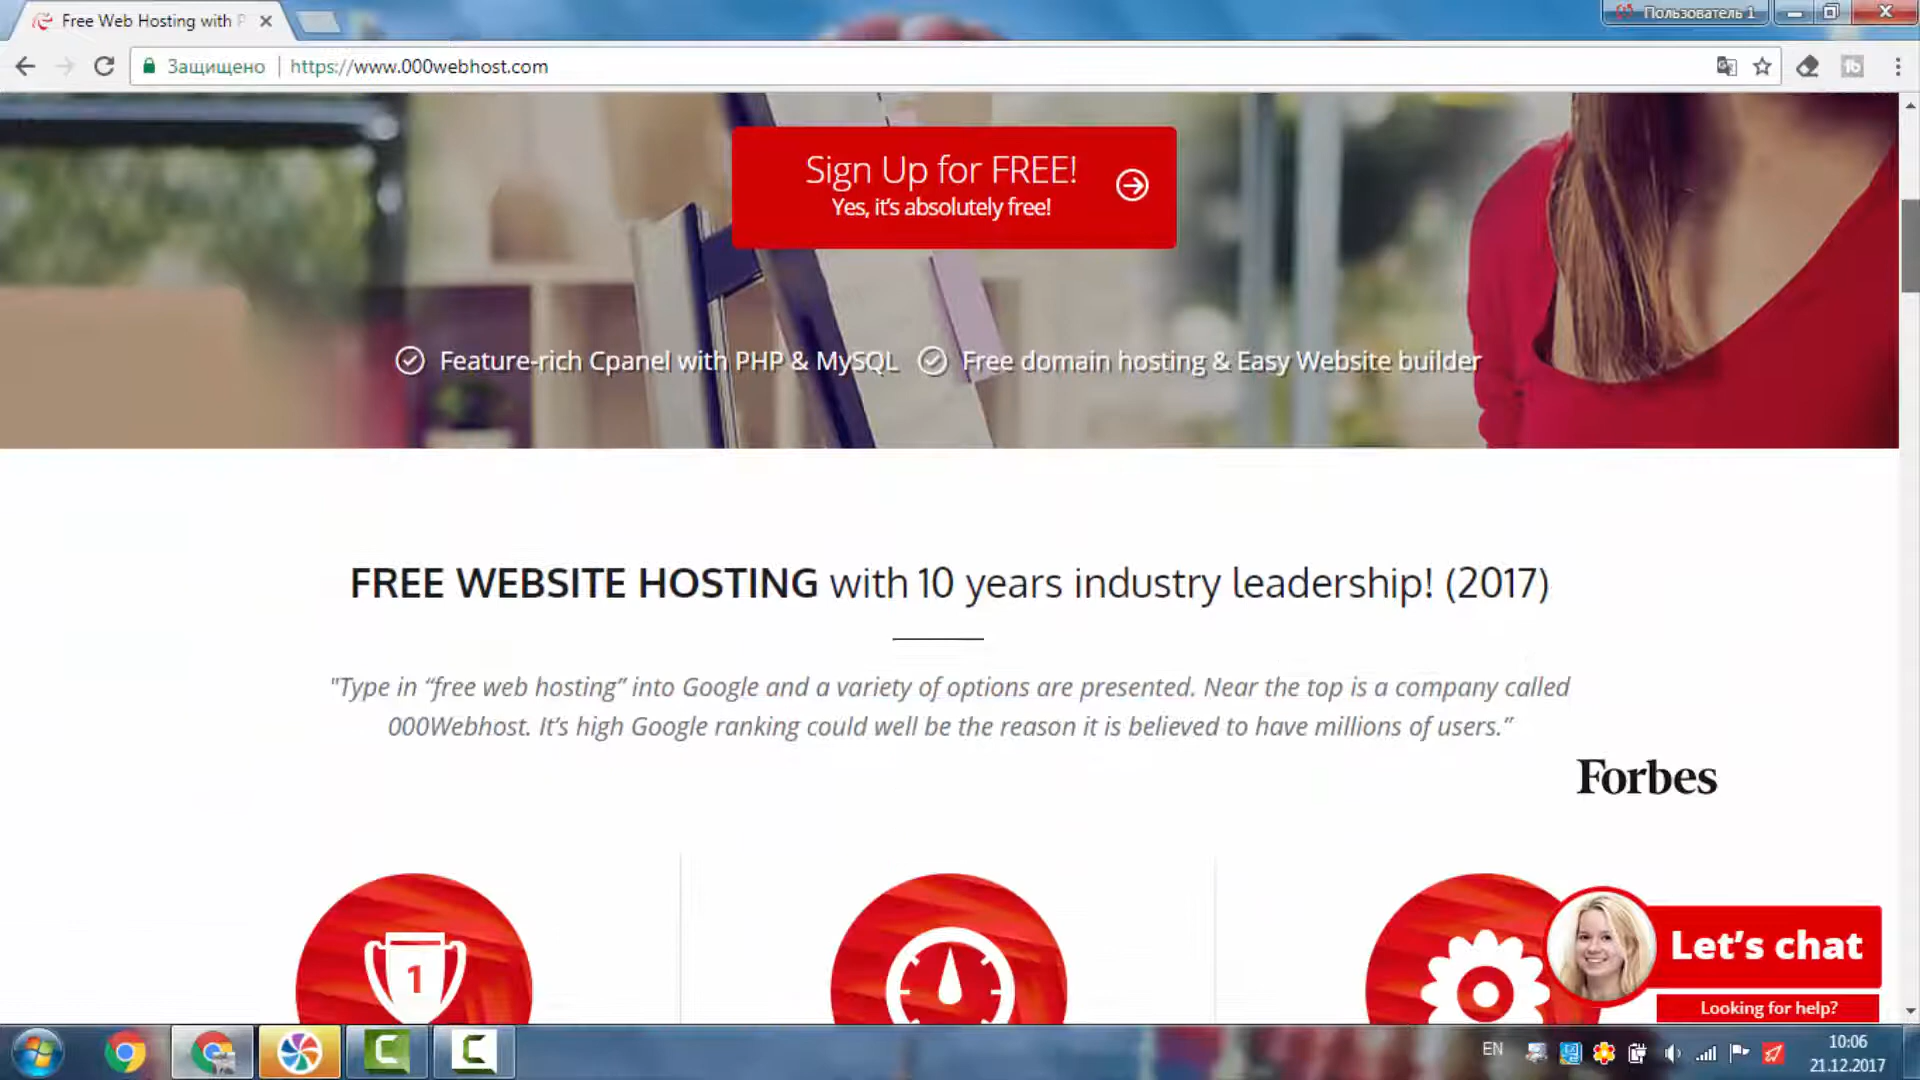 Free Web Hosting with P
Пользователь 1
Защищено
https://www.000webhost.com
Sign Up for FREE!
Yes, it's absolutely free!
Feature-rich Cpanel with PHP & MySQL
Free domain hosting & Easy Website builder
FREE WEBSITE HOSTING with 10 years industry leadership! (2017)
"Type in “free web hosting” into Google and a variety of options are presented. Near the top is a company called
000Webhost. It’s high Google ranking could well be the reason it is believed to have millions of users.”
Forbes
1
Let's chat
Looking for help?
EN
10:06
21.12.2017